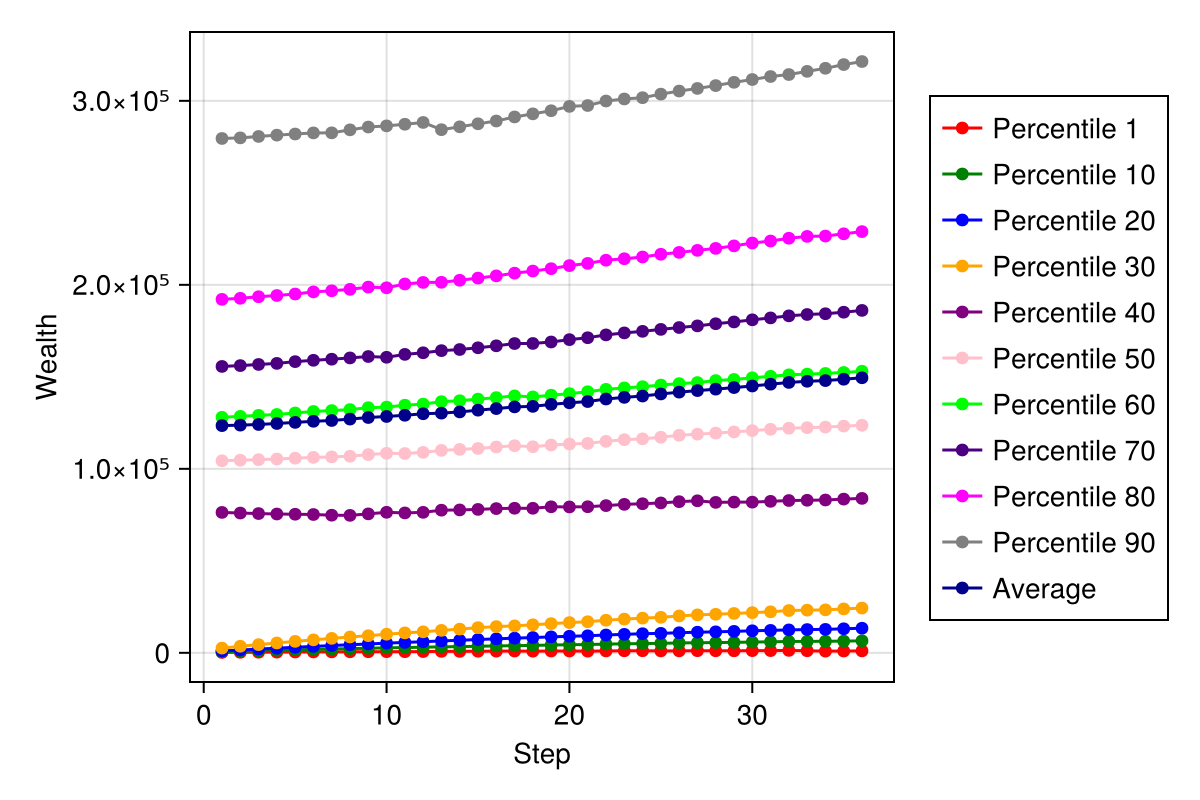 3.0×10⁵
2.0×10⁵
1.0×10⁵
0
Wealth
0 10 20 30
Step
Percentile 1
Percentile 10
Percentile 20
Percentile 30
Percentile 40
Percentile 50
Percentile 60
Percentile 70
Percentile 80
Percentile 90
Average